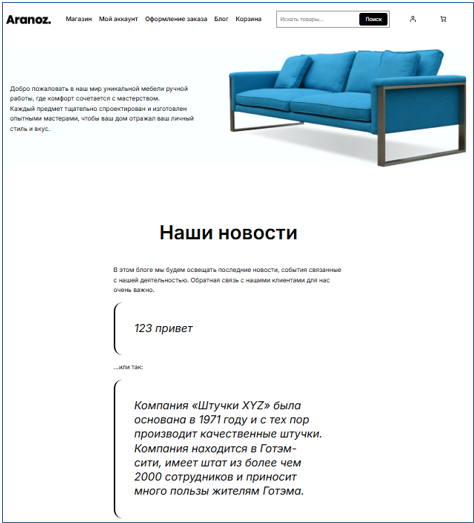 Aranoz.
Магазин Мой аккаунт Оформление заказа Блог Корзина
Искать товары...
Поиск
Добро пожаловать в наш мир уникальной мебели ручной
работы, где комфорт сочетается с мастерством.
Каждый предмет тщательно спроектирован и изготовлен
опытными мастерами, чтобы ваш дом отражал ваш личный
стиль и вкус.
Наши новости
В этом блоге мы будем освещать последние новости, события связанные
с нашей деятельностью. Обратная связь с нашими клиентами для нас
очень важно.
123 привет
...или так:
Компания «Штучки XYZ» была
основана в 1971 году и с тех пор
производит качественные штучки.
Компания находится в Готэм-
сити, имеет штат из более чем
2000 сотрудников и приносит
много пользы жителям Готэма.